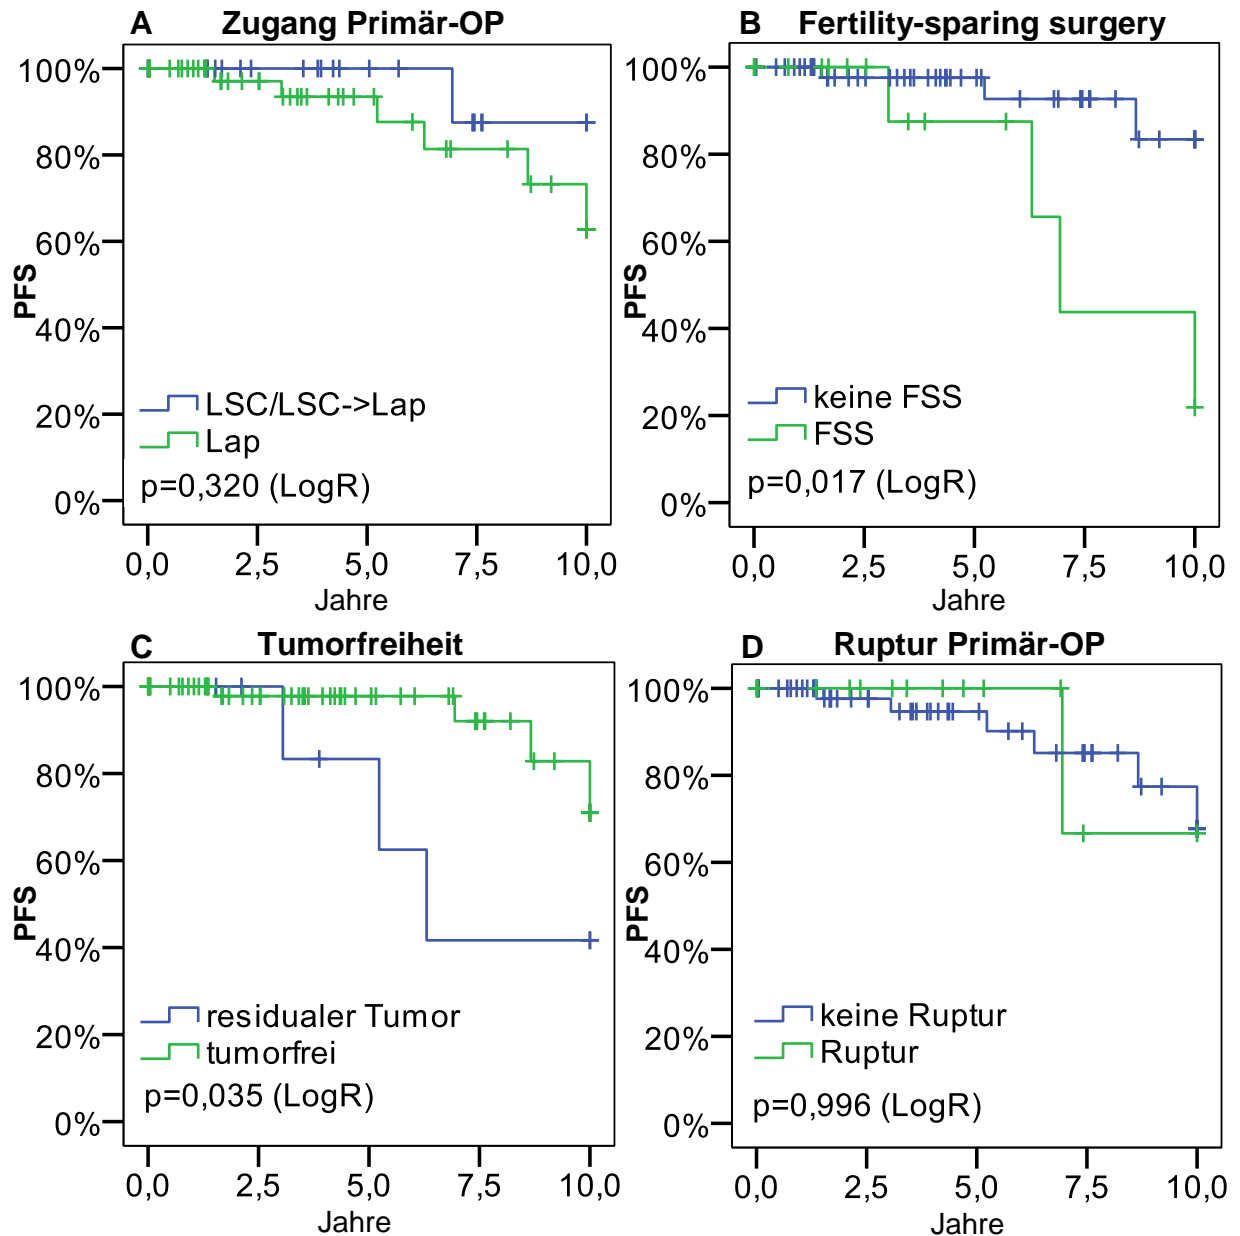 A Zugang Primär-OP
100%
80%
60%
40%
20%
0%
PFS
LSC/LSC->Lap
Lap
p=0,320 (LogR)
0,0 2,5 5,0 7,5 10,0
Jahre
B Fertility-sparing surgery
100%
80%
60%
40%
20%
0%
PFS
keine FSS
FSS
p=0,017 (LogR)
0,0 2,5 5,0 7,5 10,0
Jahre
C Tumorfreiheit
100%
80%
60%
40%
20%
0%
PFS
residualer Tumor
tumorfrei
p=0,035 (LogR)
0,0 2,5 5,0 7,5 10,0
Jahre
D Ruptur Primär-OP
100%
80%
60%
40%
20%
0%
PFS
keine Ruptur
Ruptur
p=0,996 (LogR)
0,0 2,5 5,0 7,5 10,0
Jahre